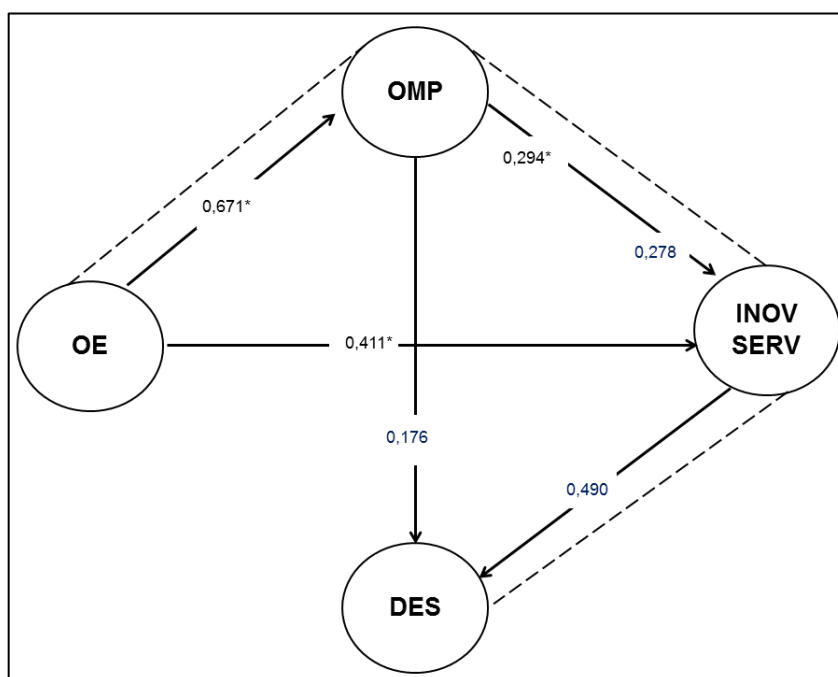 OMP
0,294*
0,671*
0,278
INOV
SERV
OE
0,411*
0,176
0,490
DES